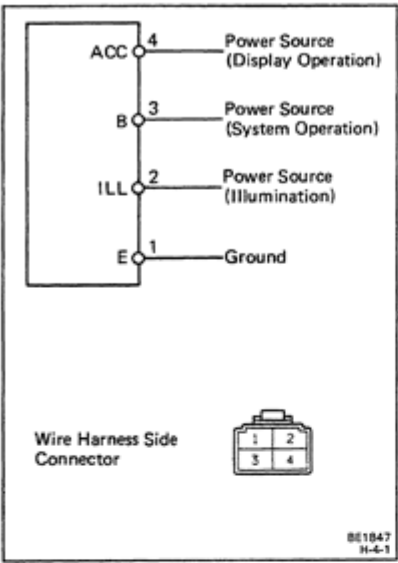 ACC 4 Power Source
(Display Operation)
B 3 Power Source
(System Operation)
ILL 2 Power Source
(Illumination)
E 1 Ground
Wire Harness Side
Connector
1 2
3 4
BE1847
H-4-1